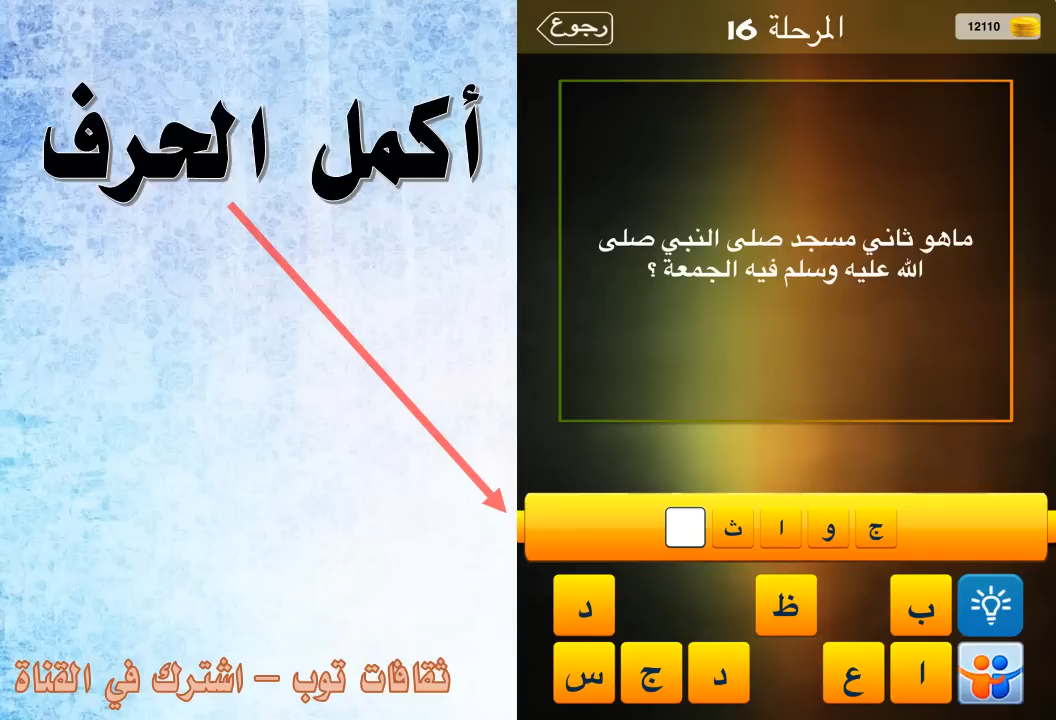 أكمل الحرف
ثقافات توب – اشترك في القناة
رجوع
المرحلة 16
12110
ماهو ثاني مسجد صلى النبي صلى
الله عليه وسلم فيه الجمعة ؟
ج و ا ث
ب ظ د
ا ع د ج س